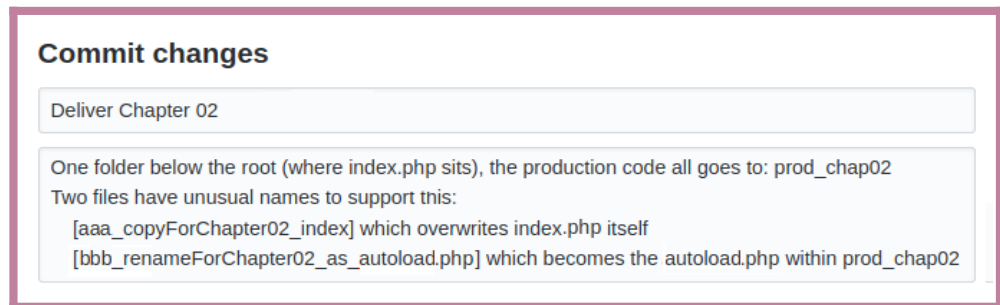 Commit changes
Deliver Chapter 02
One folder below the root (where index.php sits), the production code all goes to: prod_chap02
Two files have unusual names to support this:
[aaa_copyForChapter02_index] which overwrites index.php itself
[bbb_renameForChapter02_as_autoload.php] which becomes the autoload.php within prod_chap02